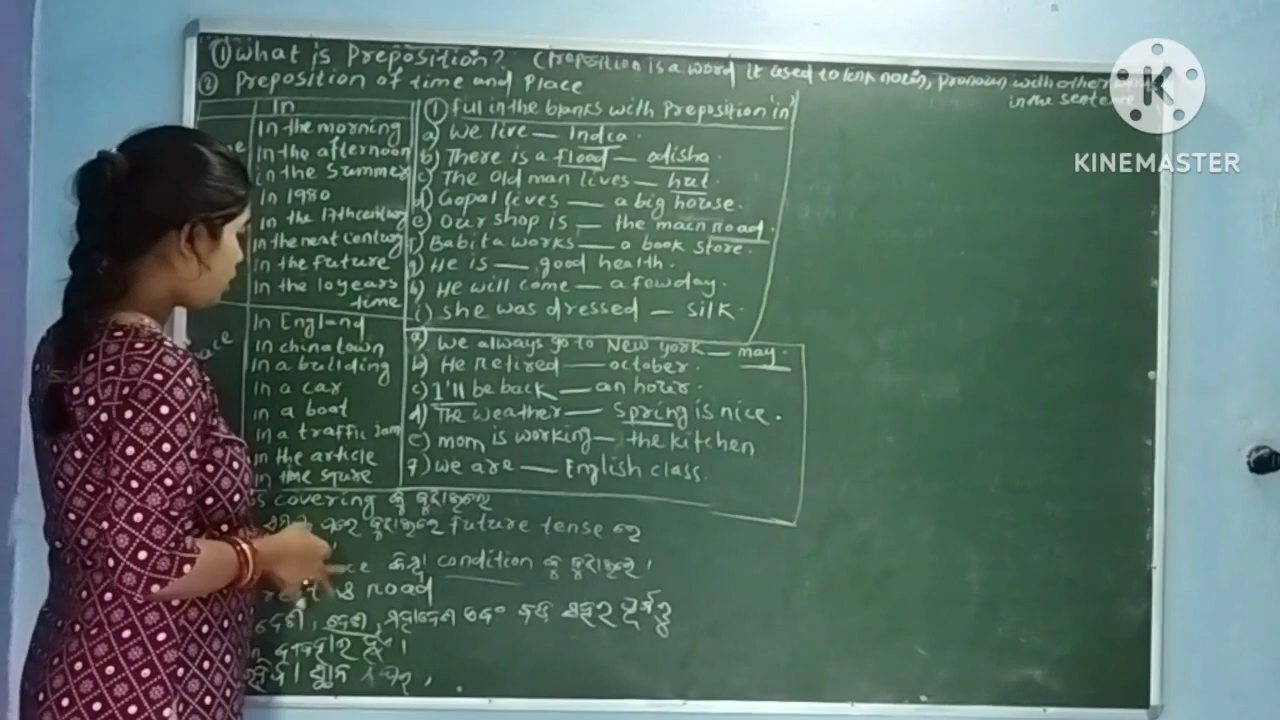 ① What is Preposition? (Preposition is a word it used to link noun, pronoun with other
in the sentence
② Preposition of time and Place
In
In the morning
In the afternoon
in the summer
in 1980
in the 17th century
In the next century
In the future
In the 10 years
time
In England
In chinatown
In a building
In a car
In a boat
In a traffic jam
In the article
In time squre
① full in the blanks with Preposition 'in'
a) We live — India.
b) There is a flood — odisha.
c) The old man lives — hut.
d) Gopal lives — a big house.
e) Our shop is — the main road.
f) Babita works — a book store.
g) He is — good health.
h) He will come — a few day.
i) She was dressed — silk.
a) We always go to New york — may.
b) He retired — october.
c) I'll be back — an hour.
d) The weather — spring is nice.
e) mom is working — the kitchen
f) we are — English class.
covering କୁ ବୁଝାଇଲେ
ପରେ ବୁଝାଇଲେ future tense ରେ
condition କୁ
road
KINEMASTER